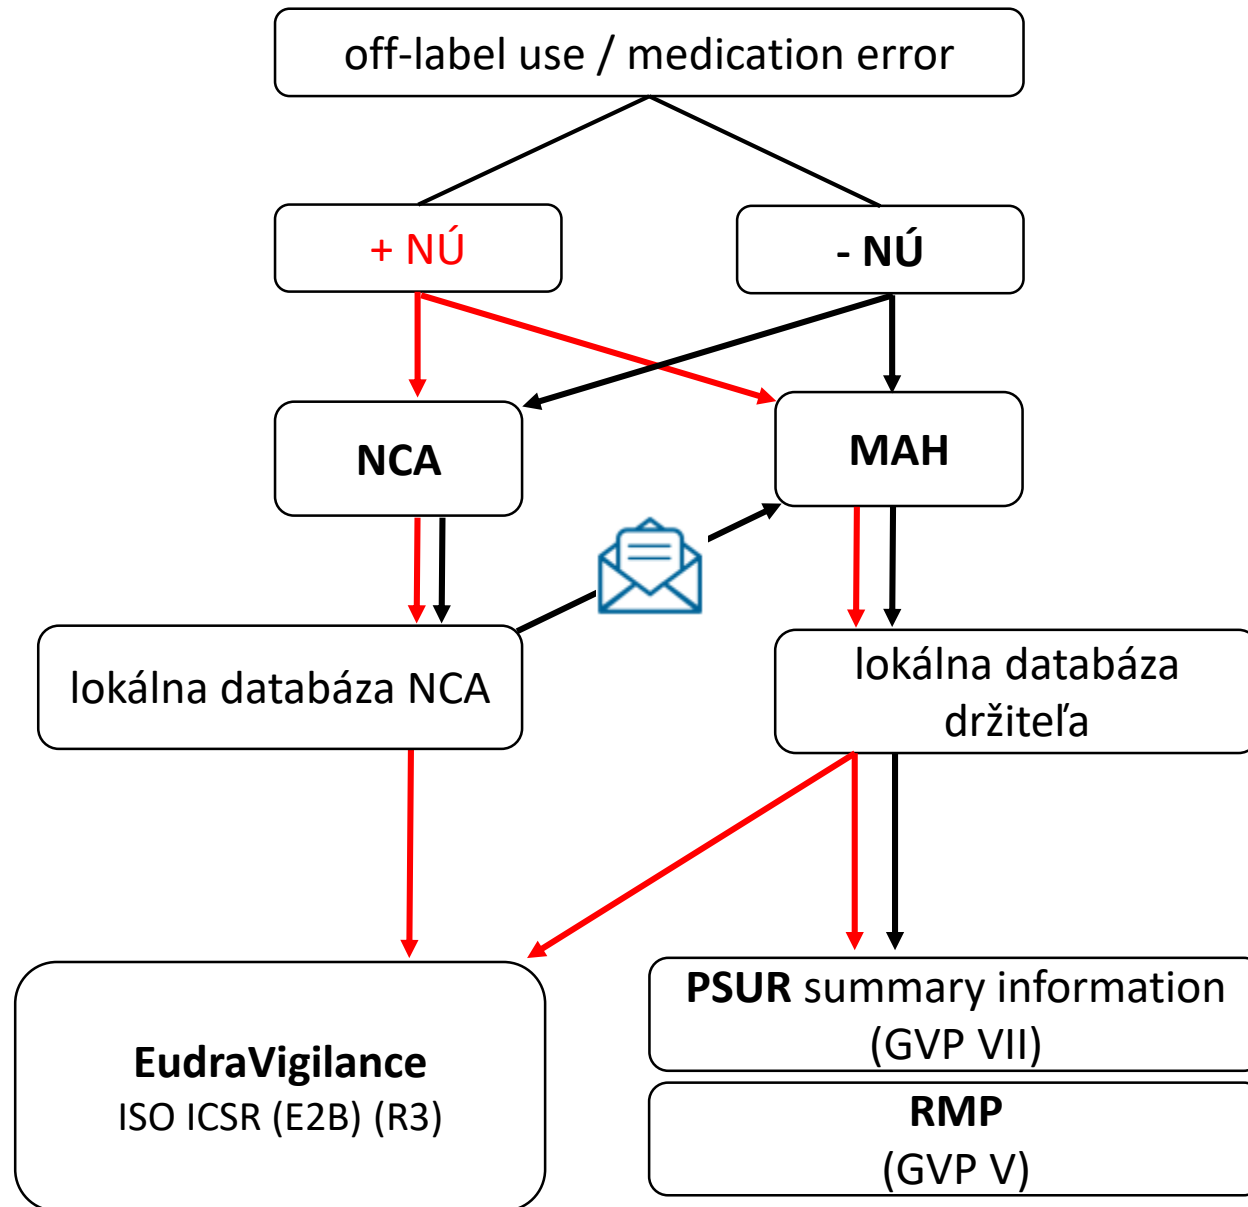 off-label use / medication error
+ NÚ
- NÚ
NCA
MAH
lokálna databáza NCA
lokálna databáza
držiteľa
EudraVigilance
ISO ICSR (E2B) (R3)
PSUR summary information
(GVP VII)
RMP
(GVP V)